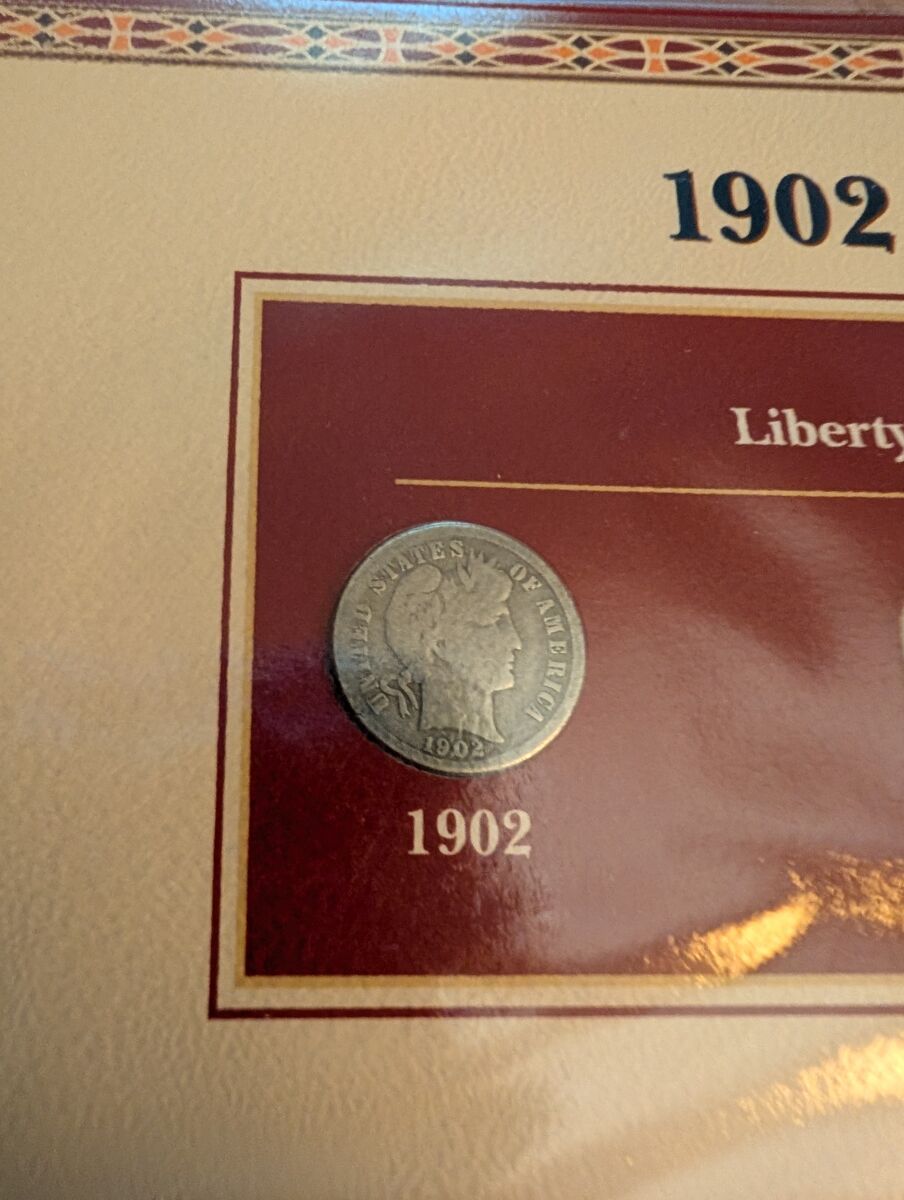 1902
Liberty
UNITED STATES OF AMERICA
1902
1902